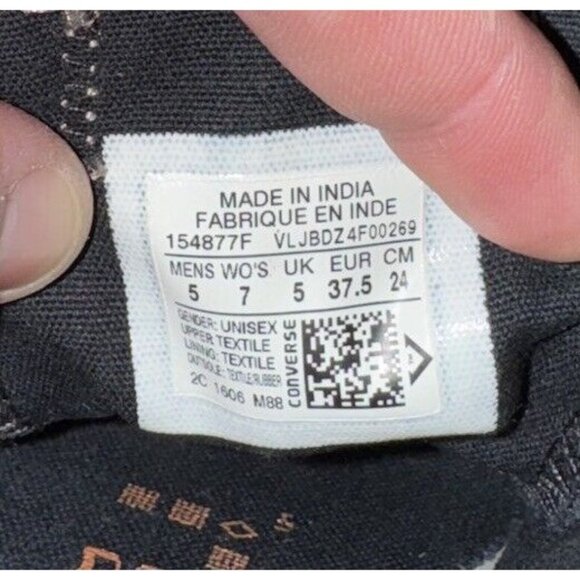 MADE IN INDIA
FABRIQUE EN INDE
154877F VLJBDZ4F00269
MENS WO'S UK EUR CM
5 7 5 37.5 24
GENDER: UNISEX
UPPER: TEXTILE
LINING: TEXTILE
OUTSOLE: TEXTILE/RUBBER
2C 1606 M88
CONVERSE